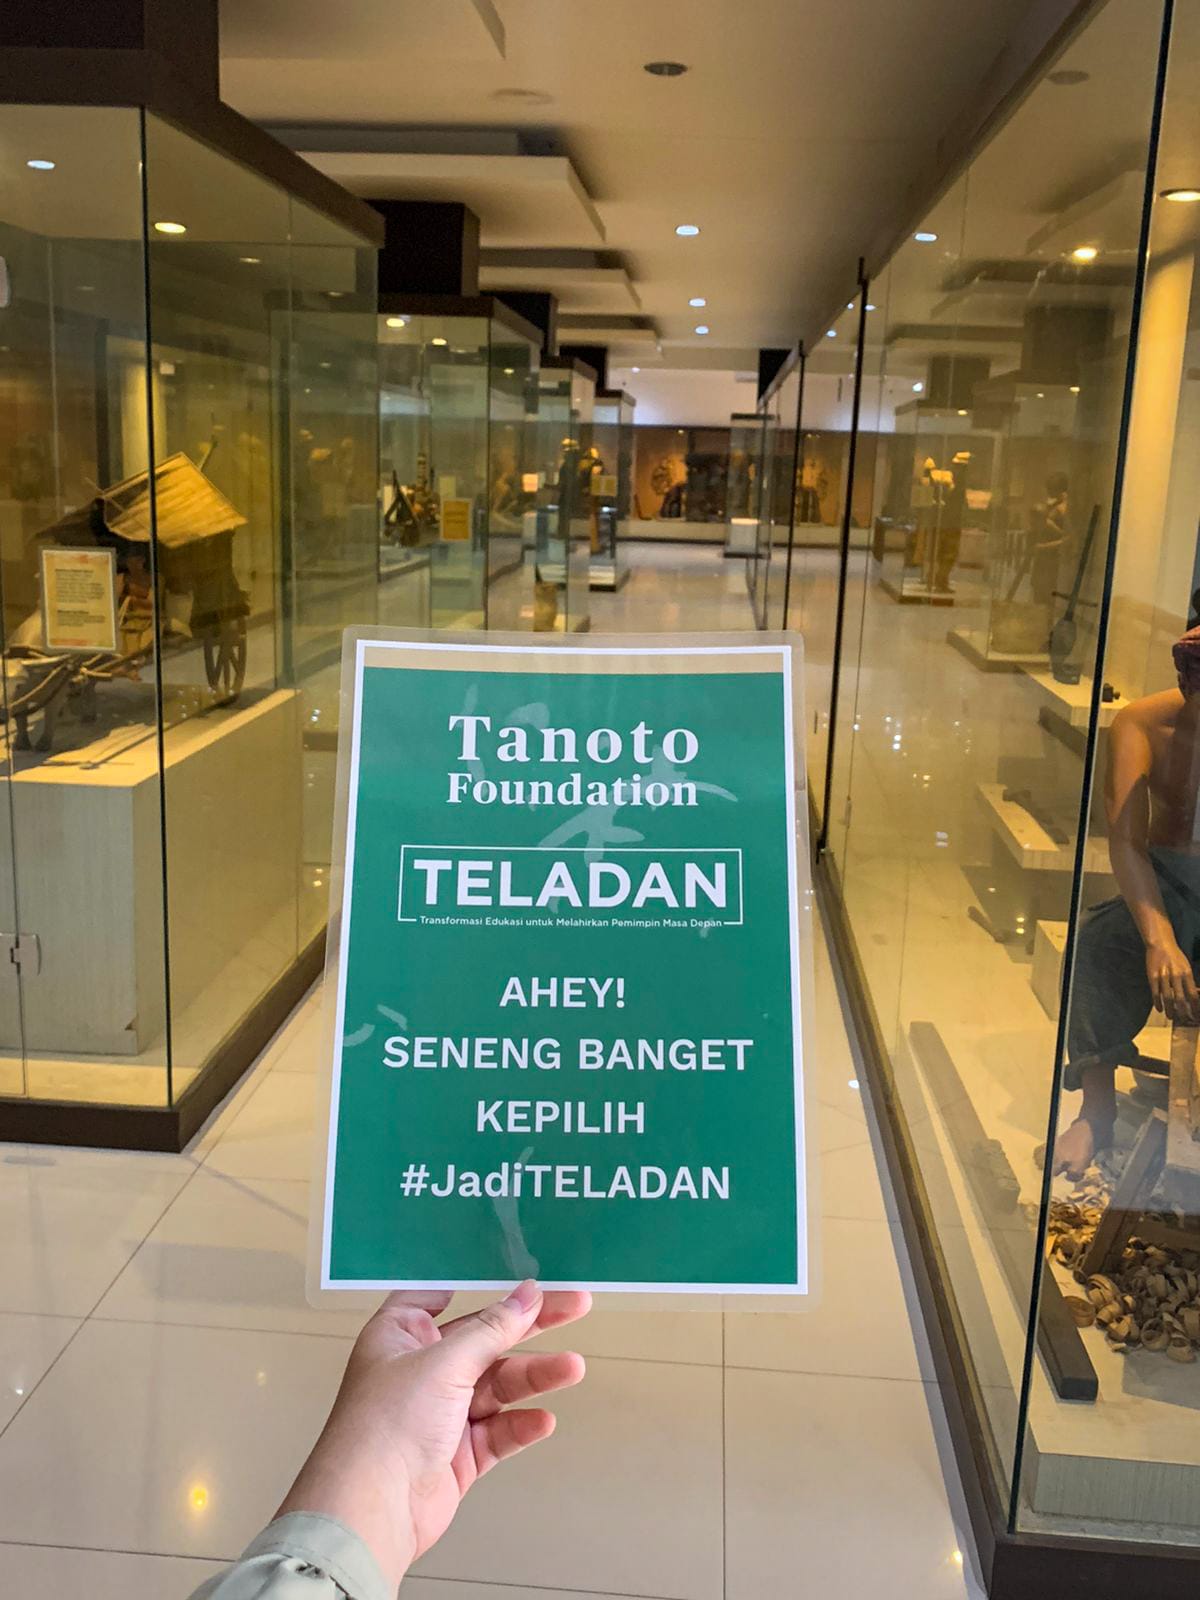 Tanoto
Foundation
TELADAN
Transformasi Edukasi untuk Melahirkan Pemimpin Masa Depan
AHEY!
SENENG BANGET
KEPILIH
#JadiTELADAN